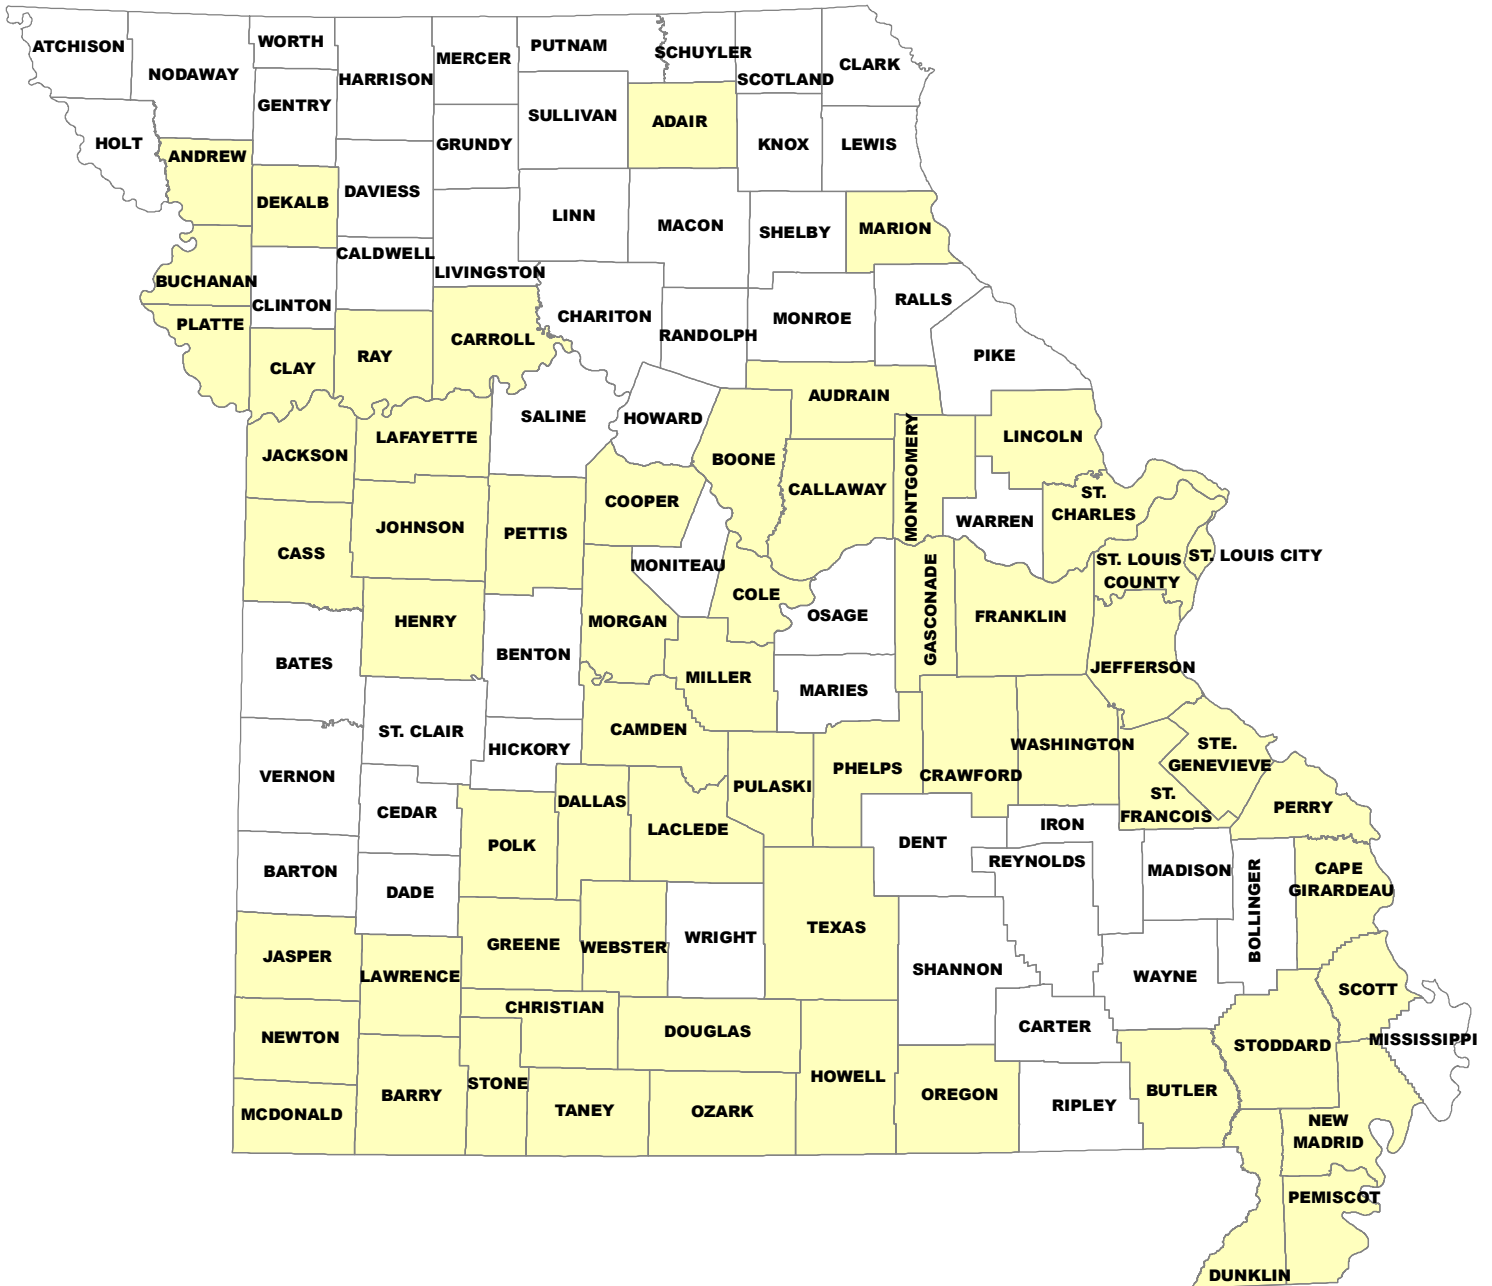 ATCHISON
NODAWAY
WORTH
HARRISON
MERCER
PUTNAM
SCHUYLER
SCOTLAND
CLARK
GENTRY
SULLIVAN
ADAIR
HOLT
GRUNDY
KNOX
LEWIS
ANDREW
DEKALB
DAVIESS
LINN
MACON
SHELBY
MARION
BUCHANAN
CALDWELL
LIVINGSTON
CLINTON
PLATTE
CHARITON
RANDOLPH
MONROE
RALLS
CLAY
RAY
CARROLL
PIKE
AUDRAIN
JACKSON
LAFAYETTE
SALINE
HOWARD
BOONE
CALLAWAY
MONTGOMERY
LINCOLN
COOPER
WARREN
ST.
CHARLES
CASS
JOHNSON
PETTIS
MONITEAU
COLE
OSAGE
GASCONADE
FRANKLIN
ST. LOUIS
COUNTY
ST. LOUIS CITY
HENRY
MORGAN
BATES
BENTON
MILLER
MARIES
JEFFERSON
ST. CLAIR
HICKORY
CAMDEN
VERNON
PULASKI
PHELPS
CRAWFORD
WASHINGTON
STE.
GENEVIEVE
ST.
FRANCOIS
PERRY
CEDAR
POLK
DALLAS
LACLEDE
DENT
IRON
REYNOLDS
MADISON
BOLLINGER
CAPE
GIRARDEAU
BARTON
DADE
JASPER
LAWRENCE
GREENE
WEBSTER
WRIGHT
TEXAS
SHANNON
WAYNE
SCOTT
CHRISTIAN
NEWTON
DOUGLAS
CARTER
STODDARD
MISSISSIPPI
MCDONALD
BARRY
STONE
TANEY
OZARK
HOWELL
OREGON
RIPLEY
BUTLER
NEW
MADRID
PEMISCOT
DUNKLIN